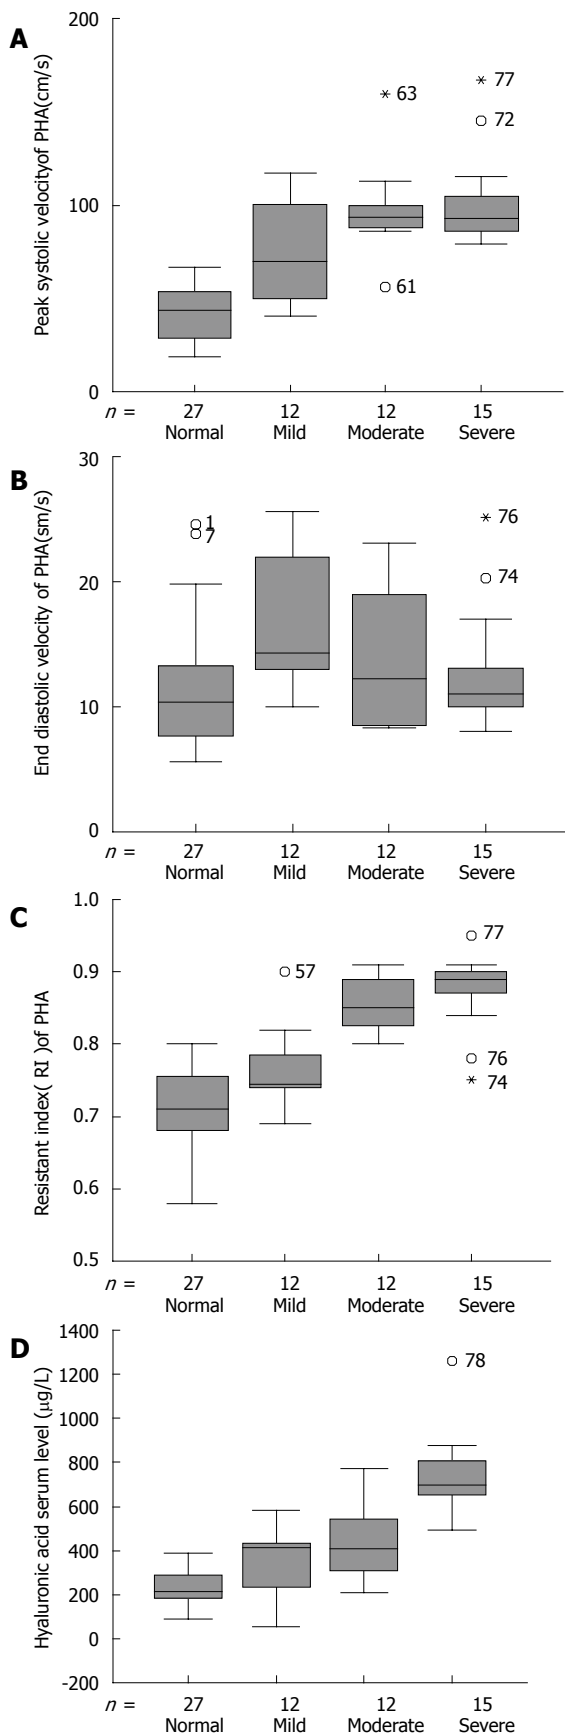 A
Peak systolic velocityof PHA(cm/s)
200
100
0
63
61
77
72
n = 27 12 12 15
Normal Mild Moderate Severe
B
End diastolic velocity of PHA(sm/s)
30
20
10
0
1
7
76
74
n = 27 12 12 15
Normal Mild Moderate Severe
C
Resistant index( RI )of PHA
1.0
0.9
0.8
0.7
0.6
0.5
57
77
76
74
n = 27 12 12 15
Normal Mild Moderate Severe
D
Hyaluronic acid serum level (μg/L)
1400
1200
1000
800
600
400
200
0
-200
78
n = 27 12 12 15
Normal Mild Moderate Severe